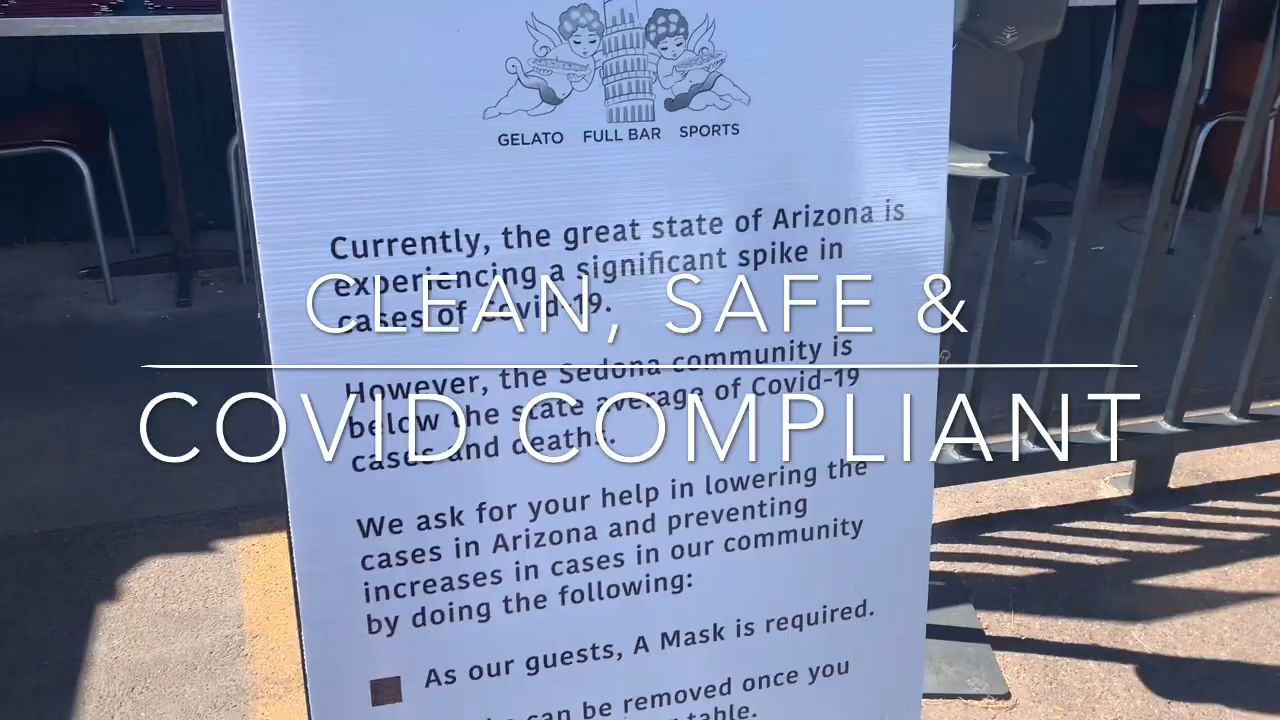 GELATO FULL BAR SPORTS
Currently, the great state of Arizona is
experiencing a significant spike in
cases of Covid-19.
CLEAN, SAFE &
However, the Sedona community is
below the state average of Covid-19
cases and deaths.
COVID COMPLIANT
We ask for your help in lowering the
cases in Arizona and preventing
increases in cases in our community
by doing the following:
As our guests, A Mask is required.
can be removed once you
table.